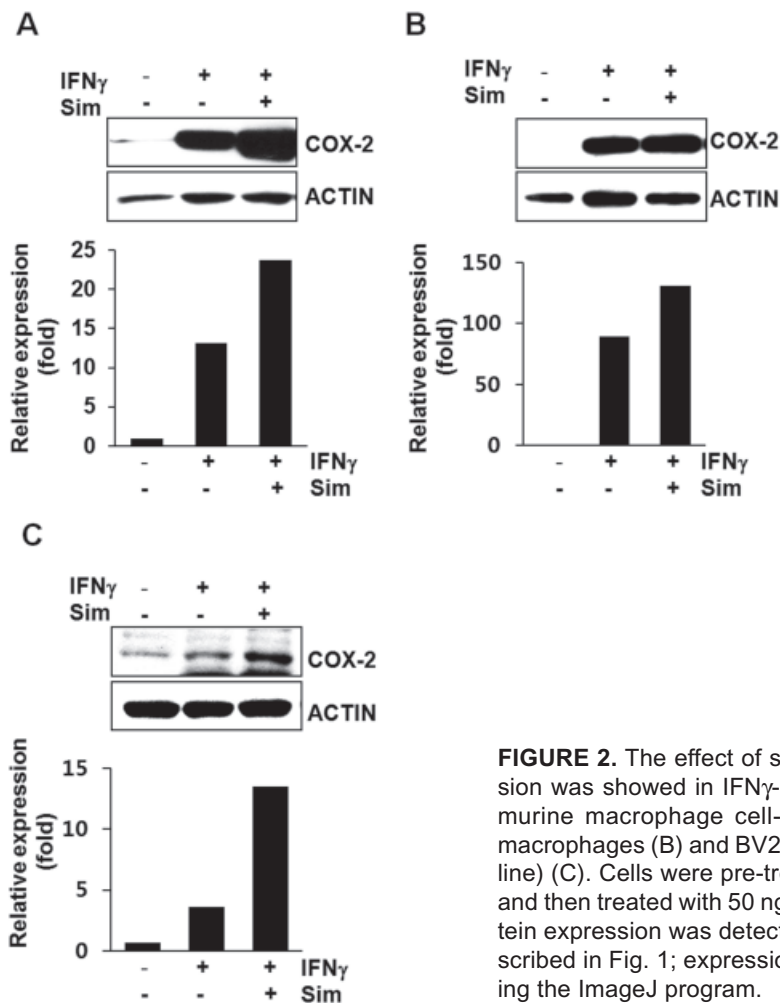 A
IFNγ - + +
Sim - - +
COX-2
ACTIN
Relative expression (fold)
25
20
15
10
5
0
- + + IFNγ
- - + Sim
B
IFNγ - + +
Sim - - +
COX-2
ACTIN
Relative expression (fold)
150
100
50
0
- + + IFNγ
- - + Sim
C
IFNγ - + +
Sim - - +
COX-2
ACTIN
Relative expression (fold)
15
10
5
0
- + + IFNγ
- - + Sim
FIGURE 2. The effect of s
sion was showed in IFNγ-
murine macrophage cell-
macrophages (B) and BV2
line) (C). Cells were pre-tre
and then treated with 50 ng
tein expression was detect
scribed in Fig. 1; expression
ing the ImageJ program.